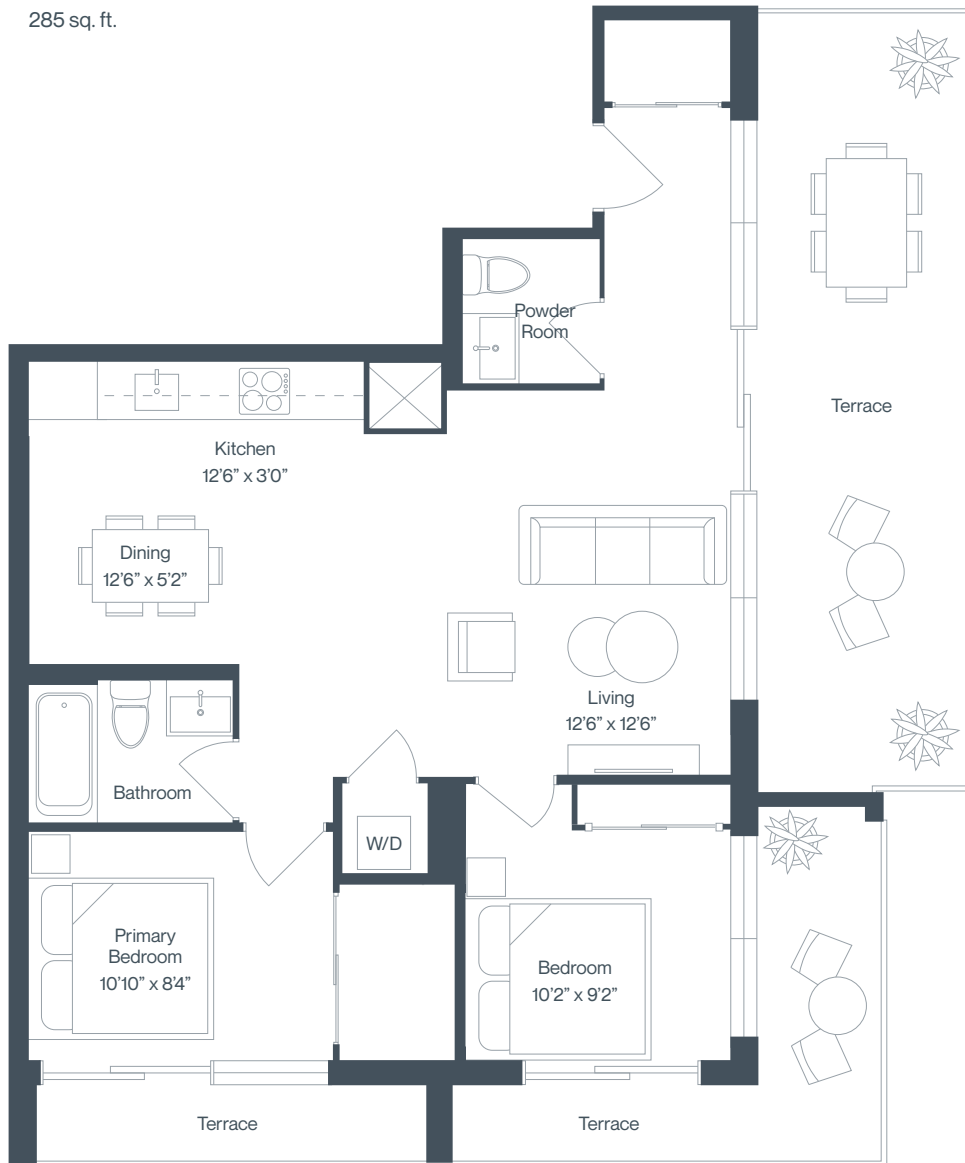 285 sq. ft.
Powder
Room
Terrace
Kitchen
12’6” x 3’0”
Dining
12’6” x 5’2”
Living
12’6” x 12’6”
Bathroom
W/D
Primary
Bedroom
10’10” x 8’4”
Bedroom
10’2” x 9’2”
Terrace
Terrace